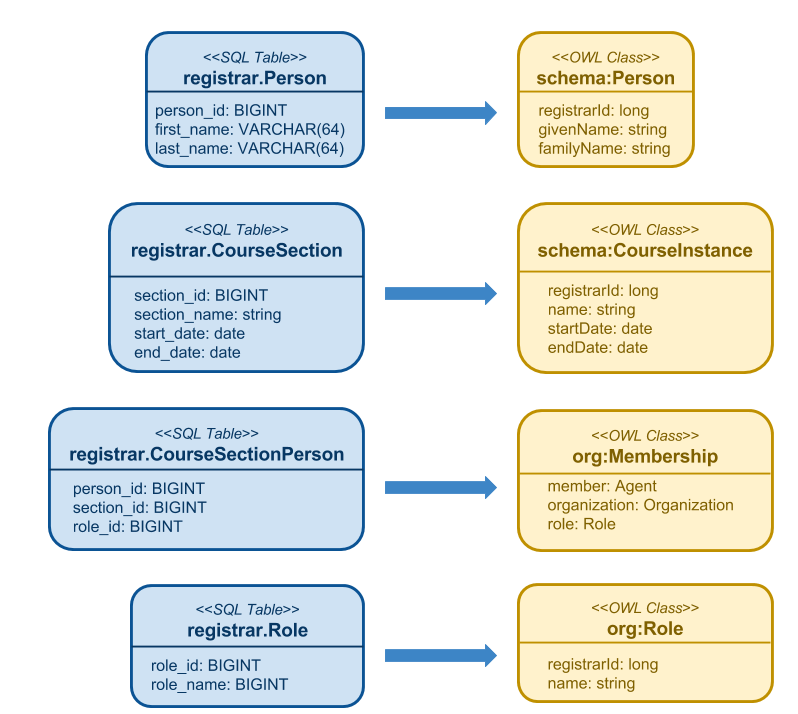 <<SQL Table>>
registrar.Person
person_id: BIGINT
first_name: VARCHAR(64)
last_name: VARCHAR(64)
<<OWL Class>>
schema:Person
registrarId: long
givenName: string
familyName: string
<<SQL Table>>
registrar.CourseSection
section_id: BIGINT
section_name: string
start_date: date
end_date: date
<<OWL Class>>
schema:CourseInstance
registrarId: long
name: string
startDate: date
endDate: date
<<SQL Table>>
registrar.CourseSectionPerson
person_id: BIGINT
section_id: BIGINT
role_id: BIGINT
<<OWL Class>>
org:Membership
member: Agent
organization: Organization
role: Role
<<SQL Table>>
registrar.Role
role_id: BIGINT
role_name: BIGINT
<<OWL Class>>
org:Role
registrarId: long
name: string